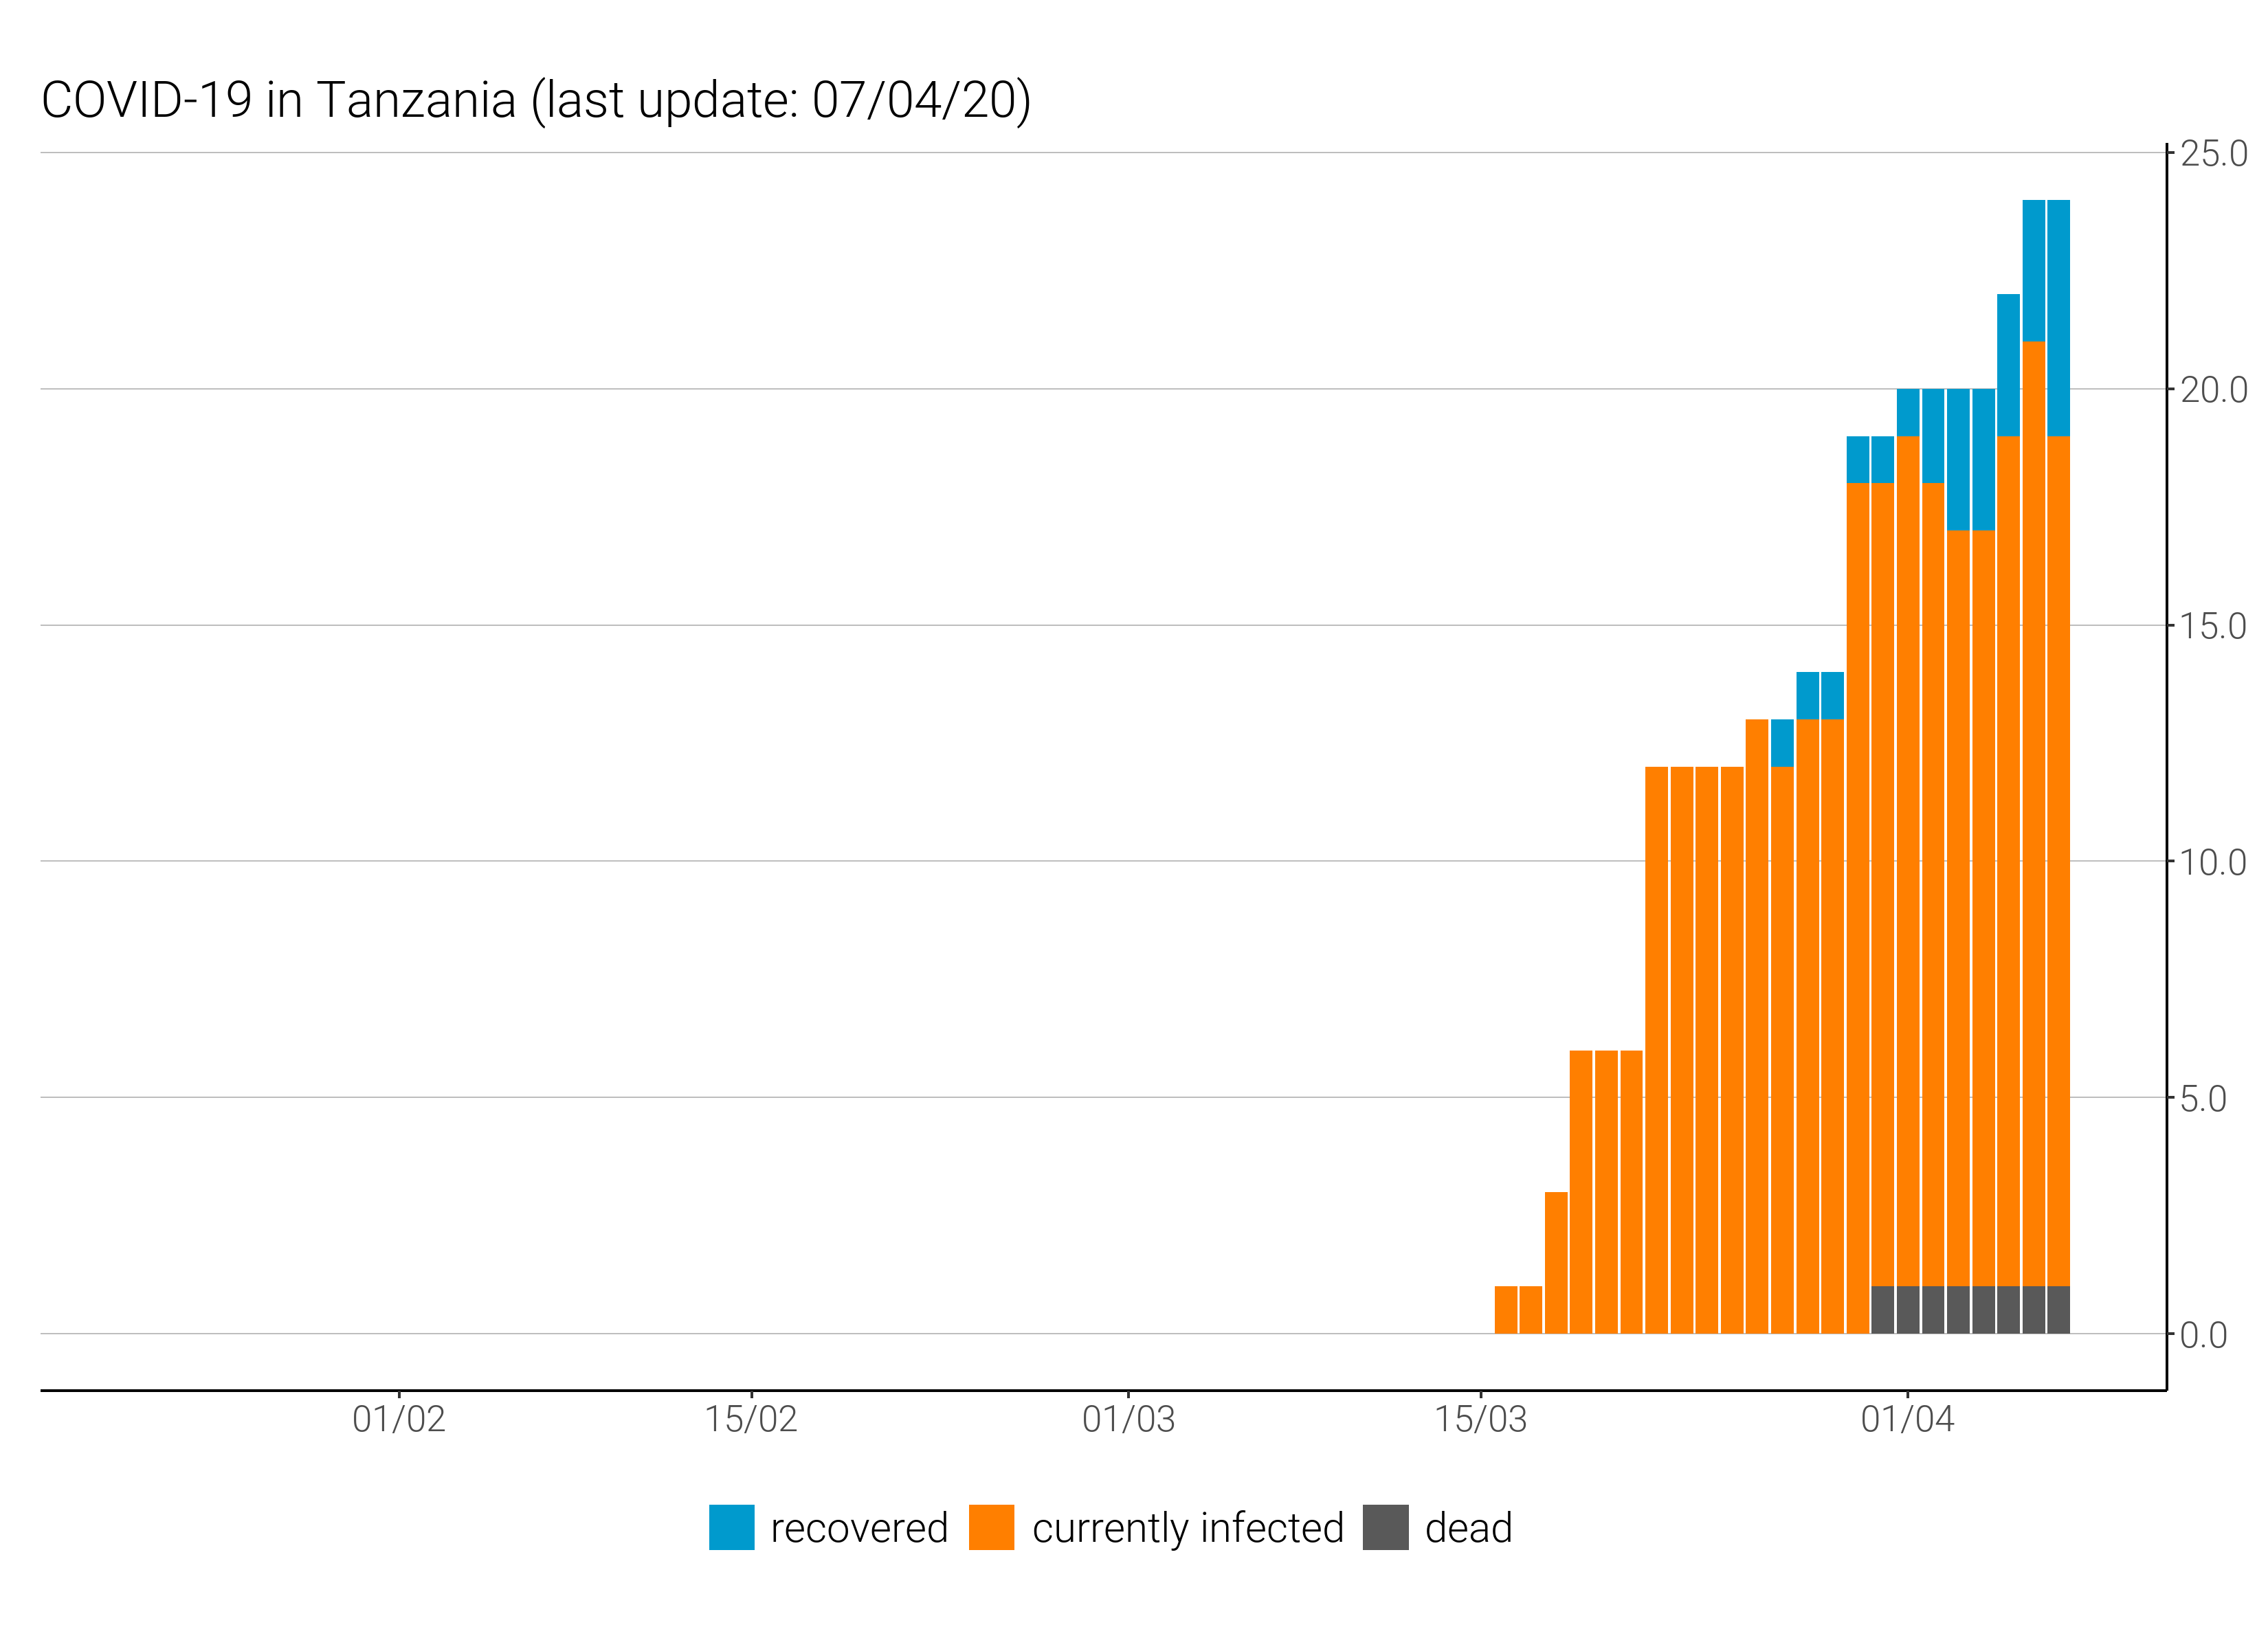 COVID-19 in Tanzania (last update: 07/04/20)
25.0
20.0
15.0
10.0
5.0
0.0
01/02 15/02 01/03 15/03 01/04
recovered currently infected dead